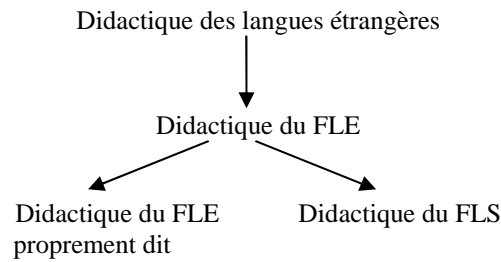 Didactique des langues étrangères
Didactique du FLE
Didactique du FLE
proprement dit
Didactique du FLS